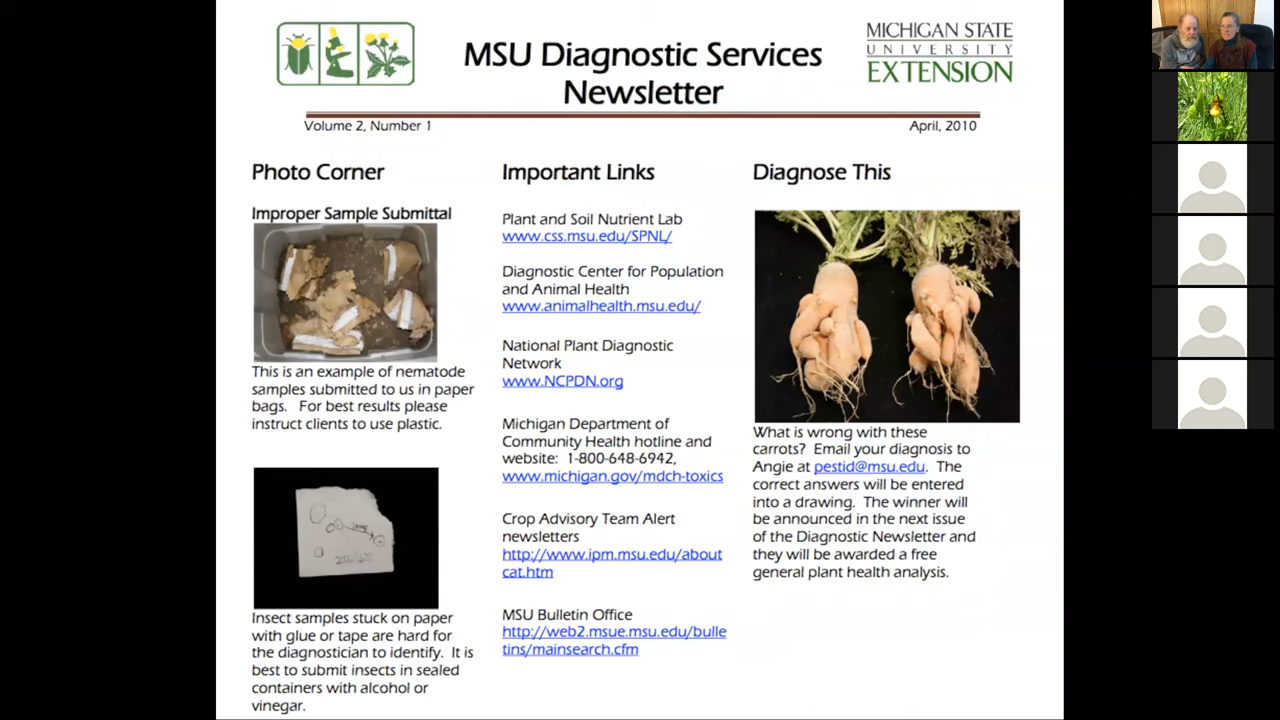 MSU Diagnostic Services
Newsletter
MICHIGAN STATE
UNIVERSITY
EXTENSION
Volume 2, Number 1
April, 2010
Photo Corner
Improper Sample Submittal
This is an example of nematode
samples submitted to us in paper
bags. For best results please
instruct clients to use plastic.
Insect samples stuck on paper
with glue or tape are hard for
the diagnostician to identify. It is
best to submit insects in sealed
containers with alcohol or
vinegar.
Important Links
Plant and Soil Nutrient Lab
www.css.msu.edu/SPNL/
Diagnostic Center for Population
and Animal Health
www.animalhealth.msu.edu/
National Plant Diagnostic
Network
www.NCPDN.org
Michigan Department of
Community Health hotline and
website: 1-800-648-6942,
www.michigan.gov/mdch-toxics
Crop Advisory Team Alert
newsletters
http://www.ipm.msu.edu/about
cat.htm
MSU Bulletin Office
http://web2.msue.msu.edu/bulle
tins/mainsearch.cfm
Diagnose This
What is wrong with these
carrots? Email your diagnosis to
Angie at pestid@msu.edu. The
correct answers will be entered
into a drawing. The winner will
be announced in the next issue
of the Diagnostic Newsletter and
they will be awarded a free
general plant health analysis.